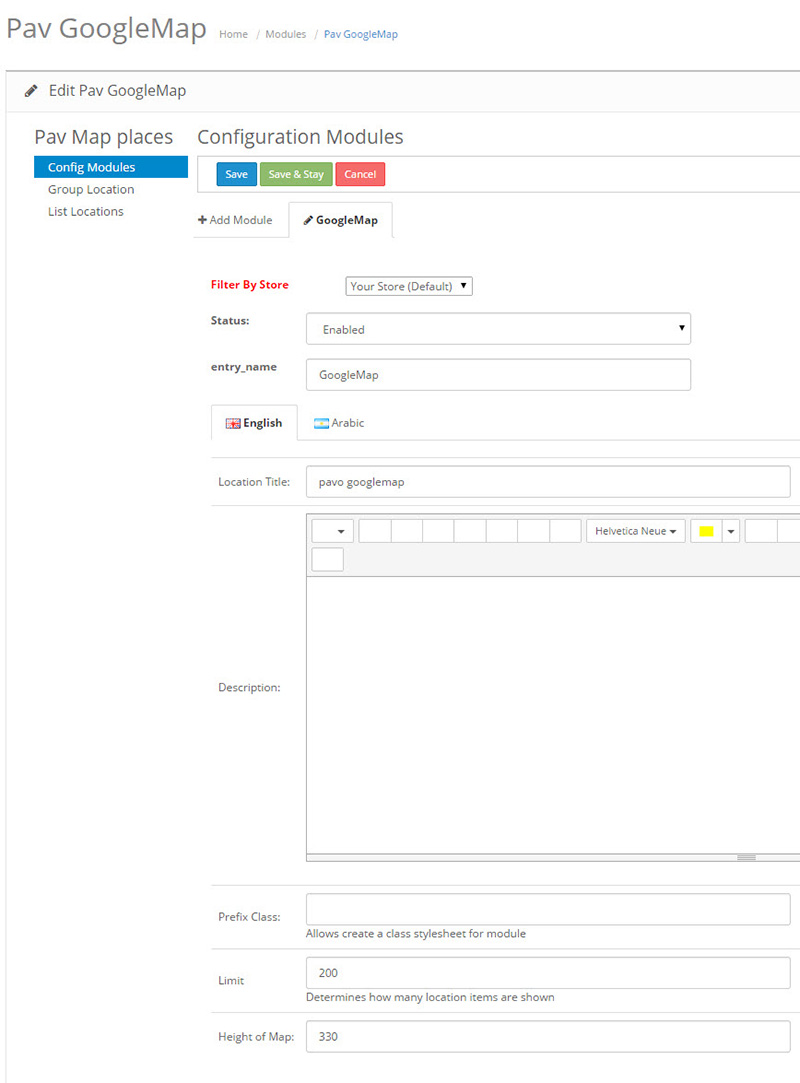 Pav GoogleMap Home / Modules / Pav GoogleMap
Edit Pav GoogleMap
Pav Map places
Config Modules
Group Location
List Locations
Configuration Modules
Save Save & Stay Cancel
Add Module GoogleMap
Filter By Store Your Store (Default)
Status: Enabled
entry_name GoogleMap
English Arabic
Location Title: pavo googlemap
Helvetica Neue
Description:
Prefix Class:
Allows create a class stylesheet for module
Limit 200
Determines how many location items are shown
Height of Map: 330